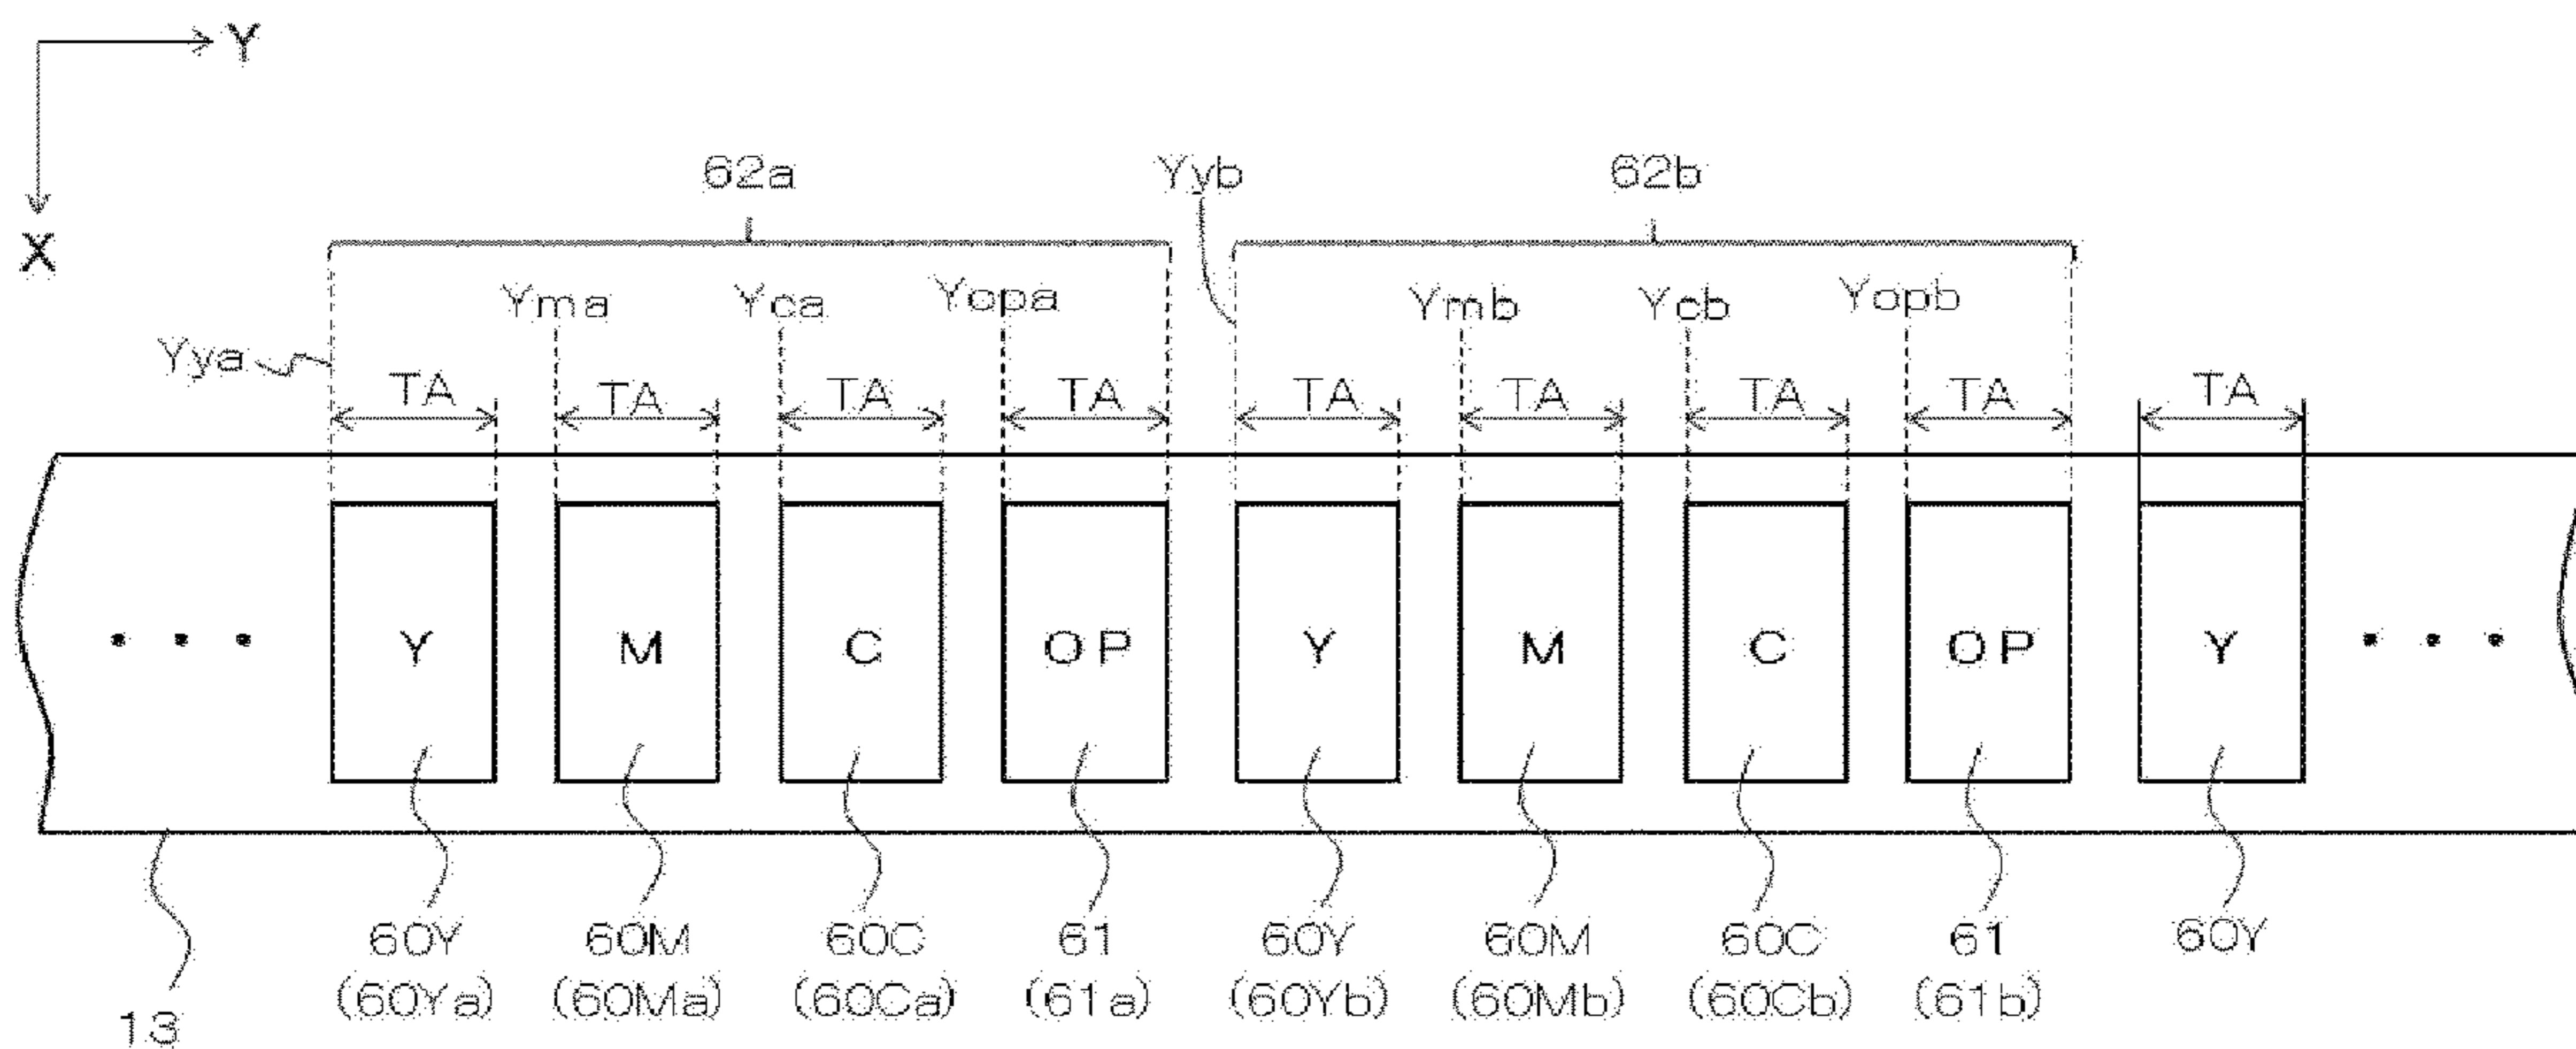 Y
X
62a Yyb 62b
Yma Yca Yopa Ymb Ycb Yopb
Yya
TA TA TA TA TA TA TA TA TA
Y M C OP Y M C OP Y
60Y 60M 60C 61 60Y 60M 60C 61 60Y
(60Ya) (60Ma) (60Ca) (61a) (60Yb) (60Mb) (60Cb) (61b)
13